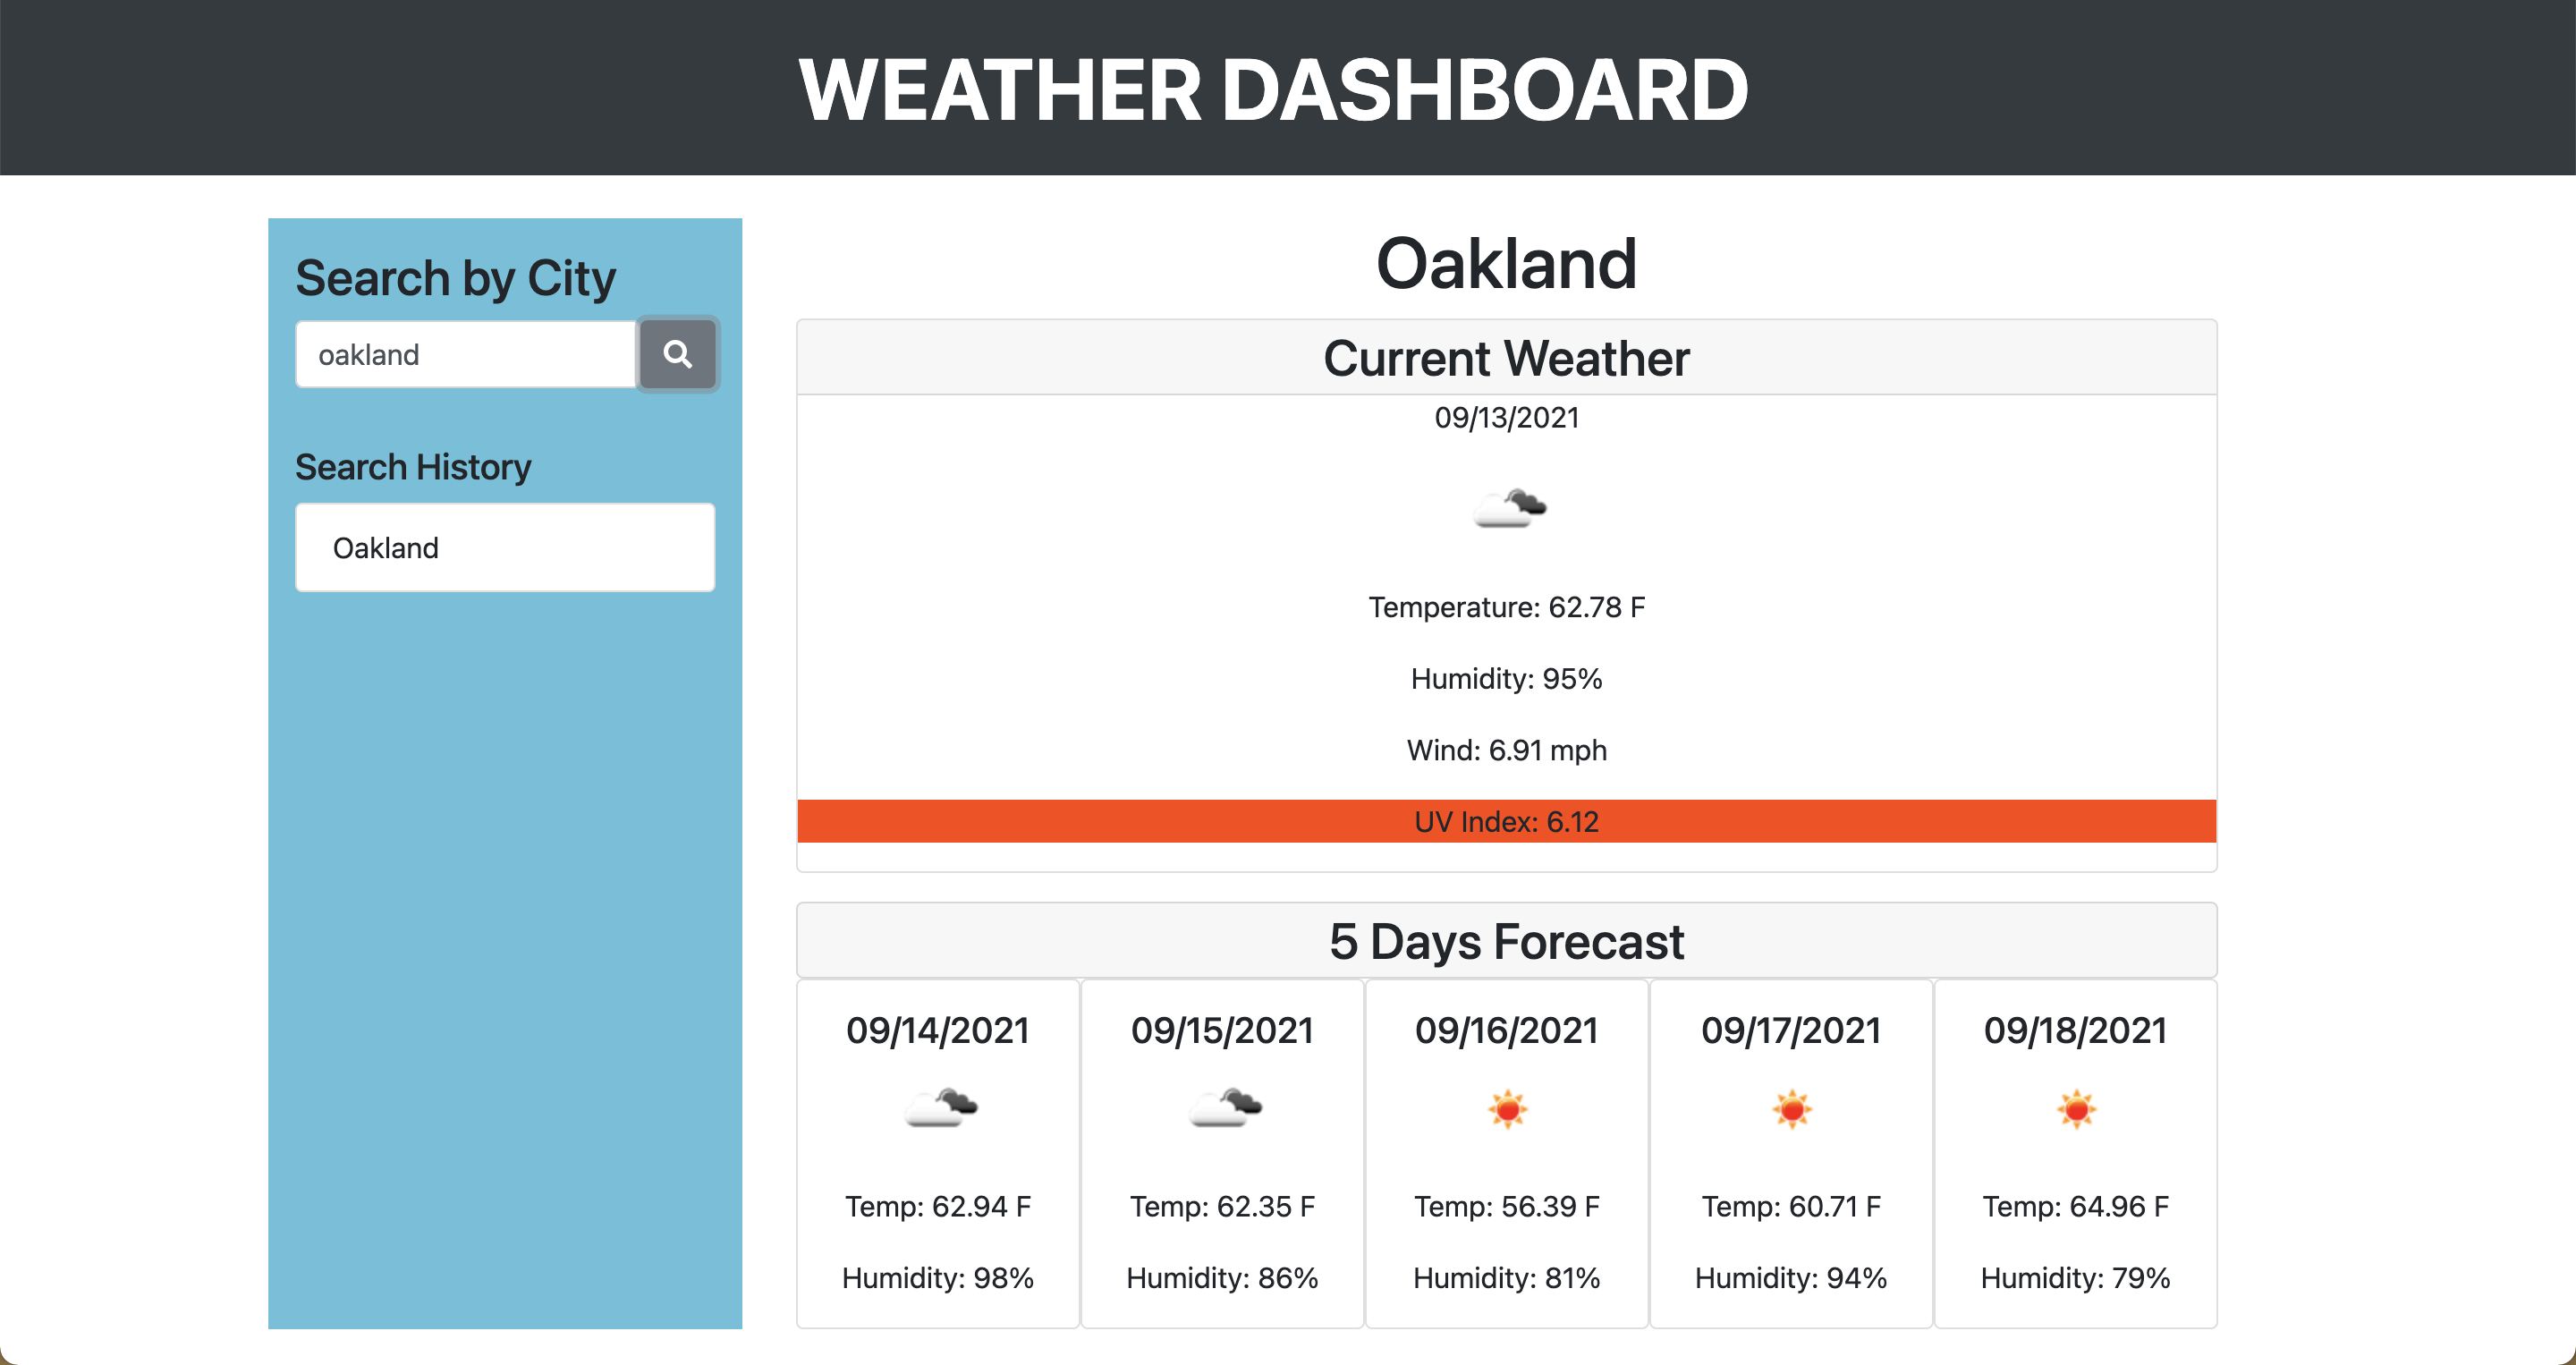 WEATHER DASHBOARD
Search by City
oakland
Search History
Oakland
Oakland
Current Weather
09/13/2021
Temperature: 62.78 F
Humidity: 95%
Wind: 6.91 mph
UV Index: 6.12
5 Days Forecast
09/14/2021
Temp: 62.94 F
Humidity: 98%
09/15/2021
Temp: 62.35 F
Humidity: 86%
09/16/2021
Temp: 56.39 F
Humidity: 81%
09/17/2021
Temp: 60.71 F
Humidity: 94%
09/18/2021
Temp: 64.96 F
Humidity: 79%